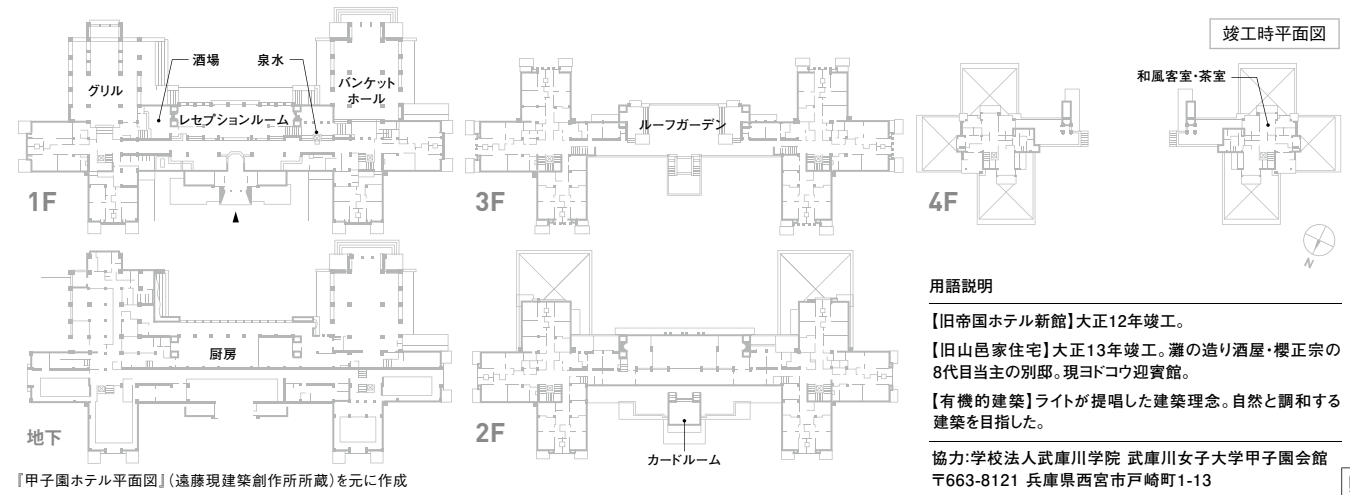 竣工時平面図
グリル
酒場
泉水
レセプションルーム
バンケット
ホール
1F
ルーフガーデン
3F
和風客室・茶室
4F
N
厨房
地下
カードルーム
2F
『甲子園ホテル平面図』(遠藤現建築創作所所蔵)を元に作成
用語説明
【旧帝国ホテル新館】大正12年竣工。
【旧山邑家住宅】大正13年竣工。灘の造り酒屋・櫻正宗の
8代目当主の別邸。現ヨドコウ迎賓館。
【有機的建築】ライトが提唱した建築理念。自然と調和する
建築を目指した。
協力:学校法人武庫川学院 武庫川女子大学甲子園会館
〒663-8121 兵庫県西宮市戸崎町1-13